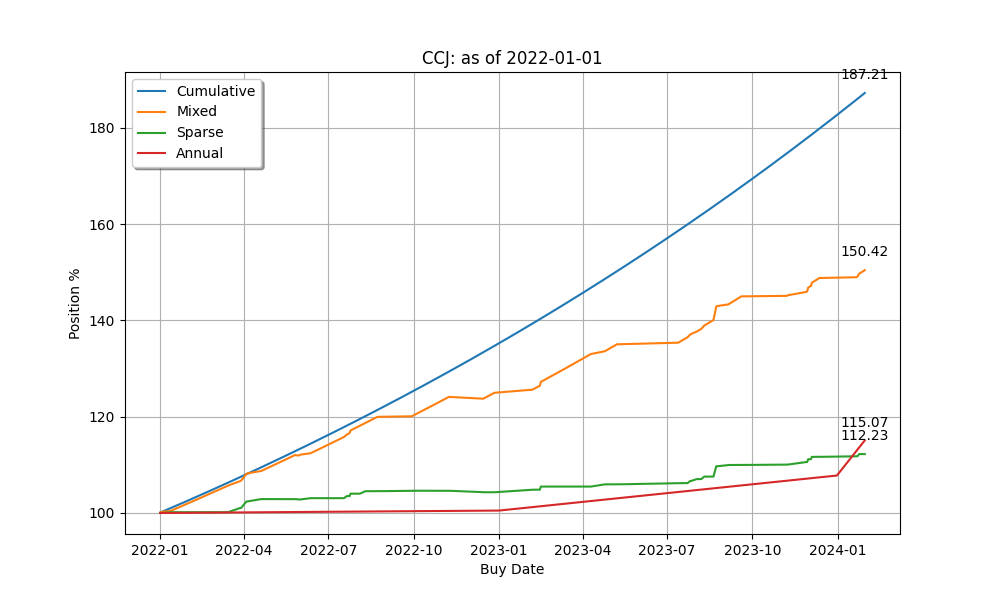 CCJ: as of 2022-01-01
Cumulative
Mixed
Sparse
Annual
187.21
150.42
115.07
112.23
Position %
180
160
140
120
100
2022-01 2022-04 2022-07 2022-10 2023-01 2023-04 2023-07 2023-10 2024-01
Buy Date